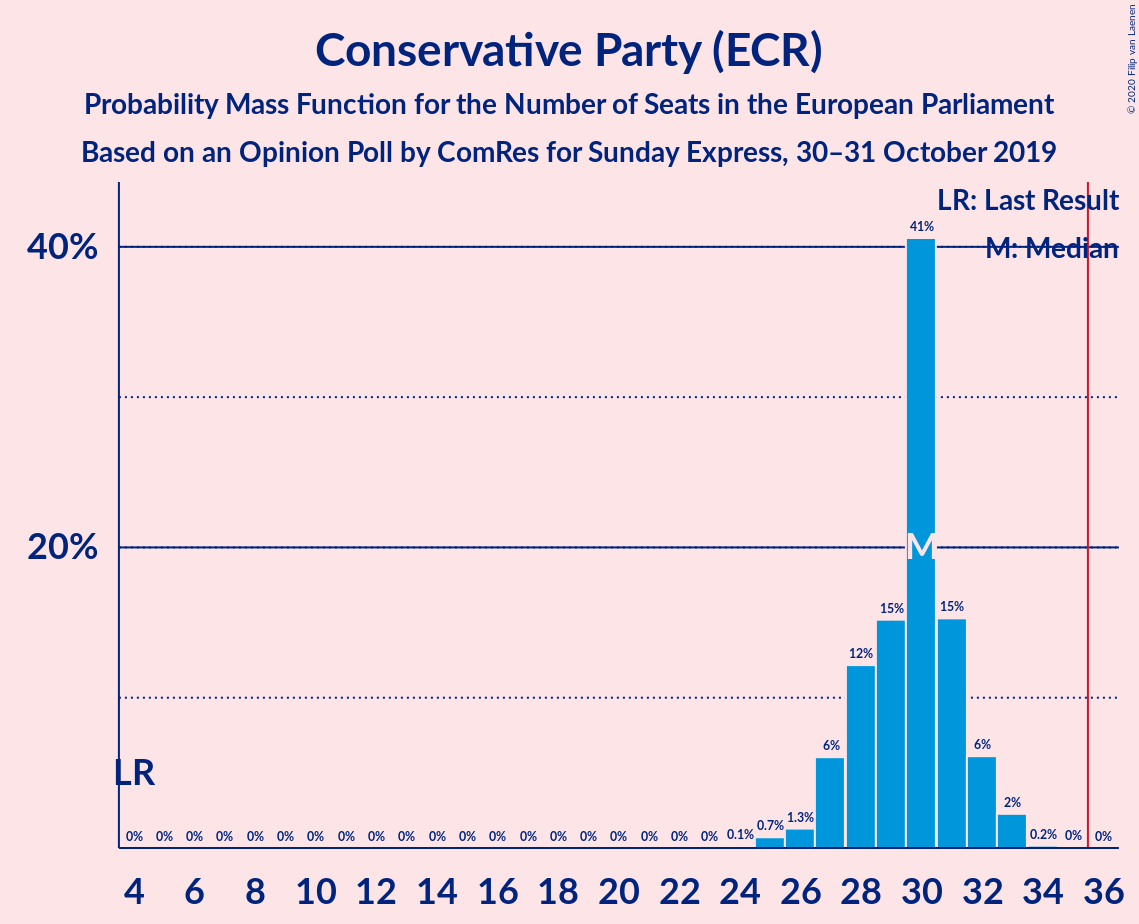 Conservative Party (ECR)
Probability Mass Function for the Number of Seats in the European Parliament
Based on an Opinion Poll by ComRes for Sunday Express, 30–31 October 2019
© 2020 Filip van Laenen
LR: Last Result
M: Median
40%
20%
41%
M
15% 15%
12%
6% 6%
LR
0% 0% 0% 0% 0% 0% 0% 0% 0% 0% 0% 0% 0% 0% 0% 0% 0% 0% 0% 0% 0.1% 0.7% 1.3% 2% 0.2% 0% 0%
4 6 8 10 12 14 16 18 20 22 24 26 28 30 32 34 36